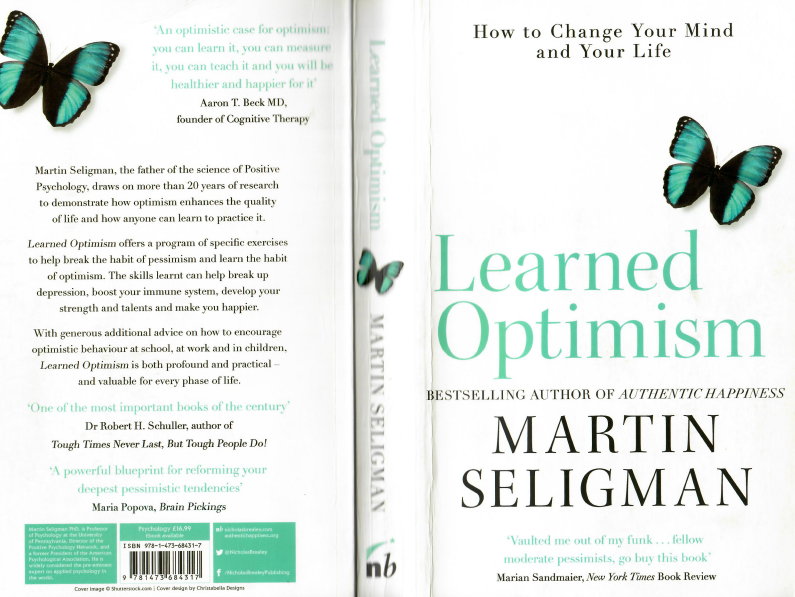 'An optimistic case for optimism:
you can learn it, you can measure
it, you can teach it and you will be
healthier and happier for it'
Aaron T. Beck MD,
founder of Cognitive Therapy
Martin Seligman, the father of the science of Positive
Psychology, draws on more than 20 years of research
to demonstrate how optimism enhances the quality
of life and how anyone can learn to practice it.
Learned Optimism offers a program of specific exercises
to help break the habit of pessimism and learn the habit
of optimism. The skills learnt can help break up
depression, boost your immune system, develop your
strength and talents and make you happier.
With generous additional advice on how to encourage
optimistic behaviour at school, at work and in children,
Learned Optimism is both profound and practical –
and valuable for every phase of life.
'One of the most important books of the century'
Dr Robert H. Schuller, author of
Tough Times Never Last, But Tough People Do!
'A powerful blueprint for reforming your
deepest pessimistic tendencies'
Maria Popova, Brain Pickings
Martin Seligman PhD, is Professor
of Psychology at the University
of Pennsylvania, Director of the
Positive Psychology Network, and
a former President of the American
Psychological Association. He is
widely considered the pre-eminent
expert on applied psychology in
the world.
Psychology £16.99
Ebook available
ISBN 978-1-473-68431-7
9 781473 684317
nb nicholasbrealey.com
authentichappiness.org
@NicholasBrealey
f /NicholasBrealeyPublishing
Cover image © Shutterstock.com | Cover design by Christabella Designs
Learned Optimism
MARTIN SELIGMAN
nb
How to Change Your Mind
and Your Life
Learned
Optimism
BESTSELLING AUTHOR OF AUTHENTIC HAPPINESS
MARTIN
SELIGMAN
'Vaulted me out of my funk . . . fellow
moderate pessimists, go buy this book'
Marian Sandmaier, New York Times Book Review